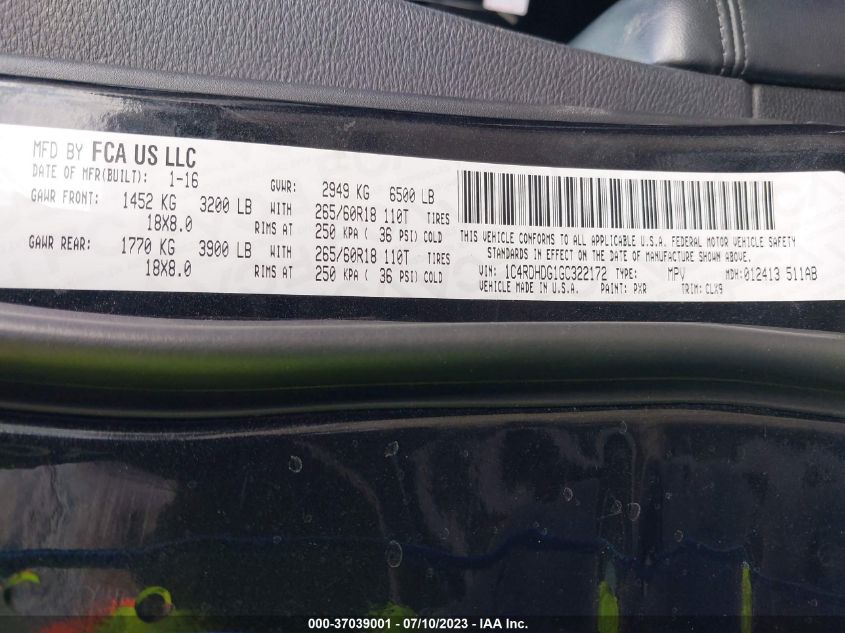 MFD BY FCA US LLC
DATE OF MFR(BUILT): 1-16 GVWR: 2949 KG 6500 LB
GAWR FRONT: 1452 KG 3200 LB WITH 265/60R18 110T TIRES
18X8.0 RIMS AT 250 KPA ( 36 PSI) COLD
GAWR REAR: 1770 KG 3900 LB WITH 265/60R18 110T TIRES
18X8.0 RIMS AT 250 KPA ( 36 PSI) COLD
THIS VEHICLE CONFORMS TO ALL APPLICABLE U.S.A. FEDERAL MOTOR VEHICLE SAFETY
STANDARDS IN EFFECT ON THE DATE OF MANUFACTURE SHOWN ABOVE.
VIN: 1C4RDHDG1GC322172 TYPE: MPV MDH:012413 511AB
VEHICLE MADE IN U.S.A. PAINT: PXR TRIM: CLX9
000-37039001 - 07/10/2023 - IAA Inc.